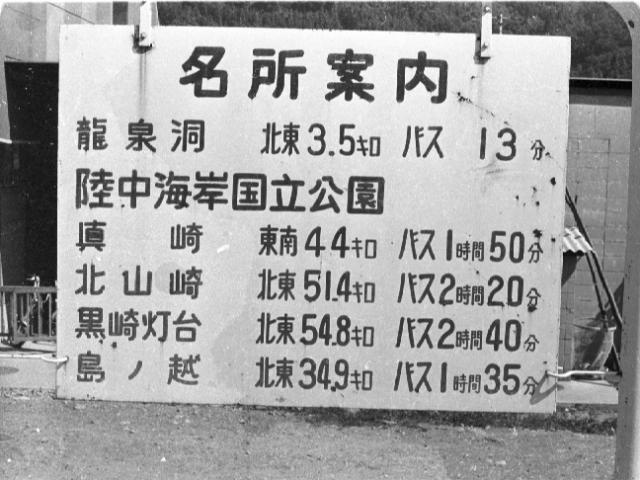 名所案内
龍泉洞 北東3.5キロ バス 13分
陸中海岸国立公園
真崎 東南44キロ バス1時間50分
北山崎 北東51.4キロ バス2時間20分
黒崎灯台 北東54.8キロ バス2時間40分
島ノ越 北東34.9キロ バス1時間35分